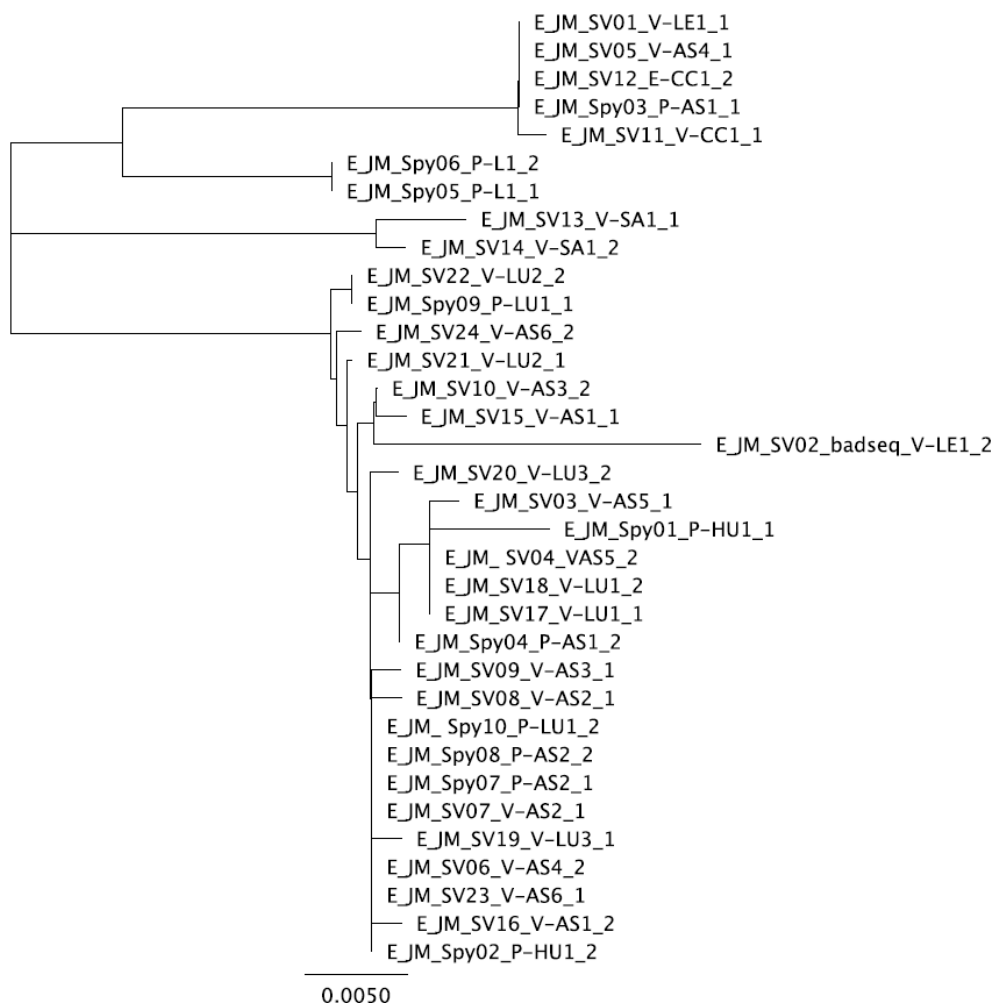 E_JM_SV01_V-LE1_1
E_JM_SV05_V-AS4_1
E_JM_SV12_E-CC1_2
E_JM_Spy03_P-AS1_1
E_JM_SV11_V-CC1_1
E_JM_Spy06_P-L1_2
E_JM_Spy05_P-L1_1
E_JM_SV13_V-SA1_1
E_JM_SV14_V-SA1_2
E_JM_SV22_V-LU2_2
E_JM_Spy09_P-LU1_1
E_JM_SV24_V-AS6_2
E_JM_SV21_V-LU2_1
E_JM_SV10_V-AS3_2
E_JM_SV15_V-AS1_1
E_JM_SV02_badseq_V-LE1_2
E_JM_SV20_V-LU3_2
E_JM_SV03_V-AS5_1
E_JM_Spy01_P-HU1_1
E_JM_ SV04_VAS5_2
E_JM_SV18_V-LU1_2
E_JM_SV17_V-LU1_1
E_JM_Spy04_P-AS1_2
E_JM_SV09_V-AS3_1
E_JM_SV08_V-AS2_1
E_JM_ Spy10_P-LU1_2
E_JM_Spy08_P-AS2_2
E_JM_Spy07_P-AS2_1
E_JM_SV07_V-AS2_1
E_JM_SV19_V-LU3_1
E_JM_SV06_V-AS4_2
E_JM_SV23_V-AS6_1
E_JM_SV16_V-AS1_2
E_JM_Spy02_P-HU1_2
0.0050